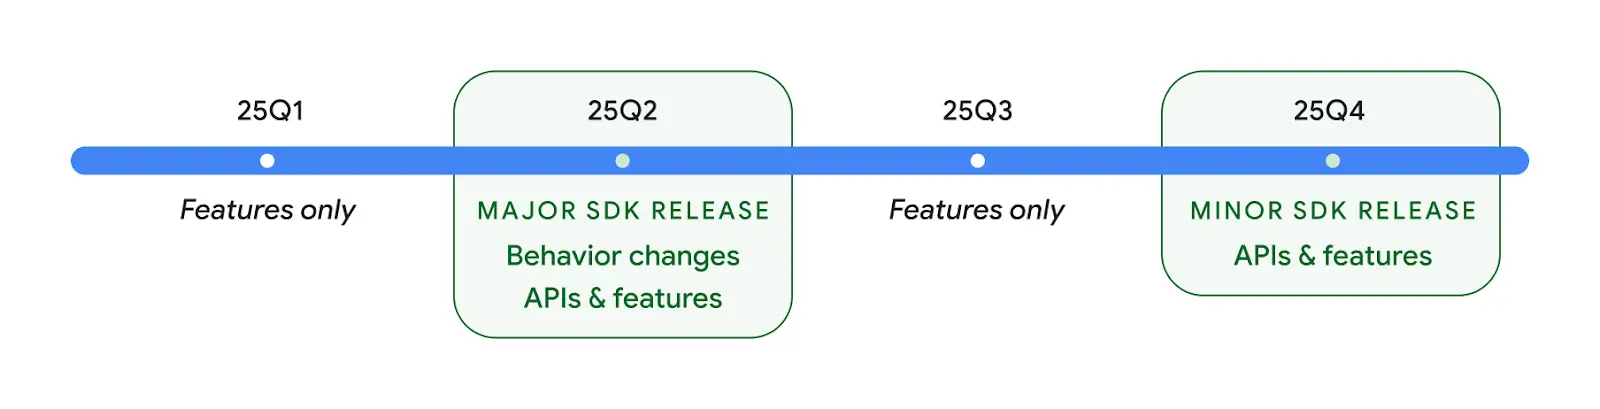 25Q1
Features only
25Q2
MAJOR SDK RELEASE
Behavior changes
APIs & features
25Q3
Features only
25Q4
MINOR SDK RELEASE
APIs & features